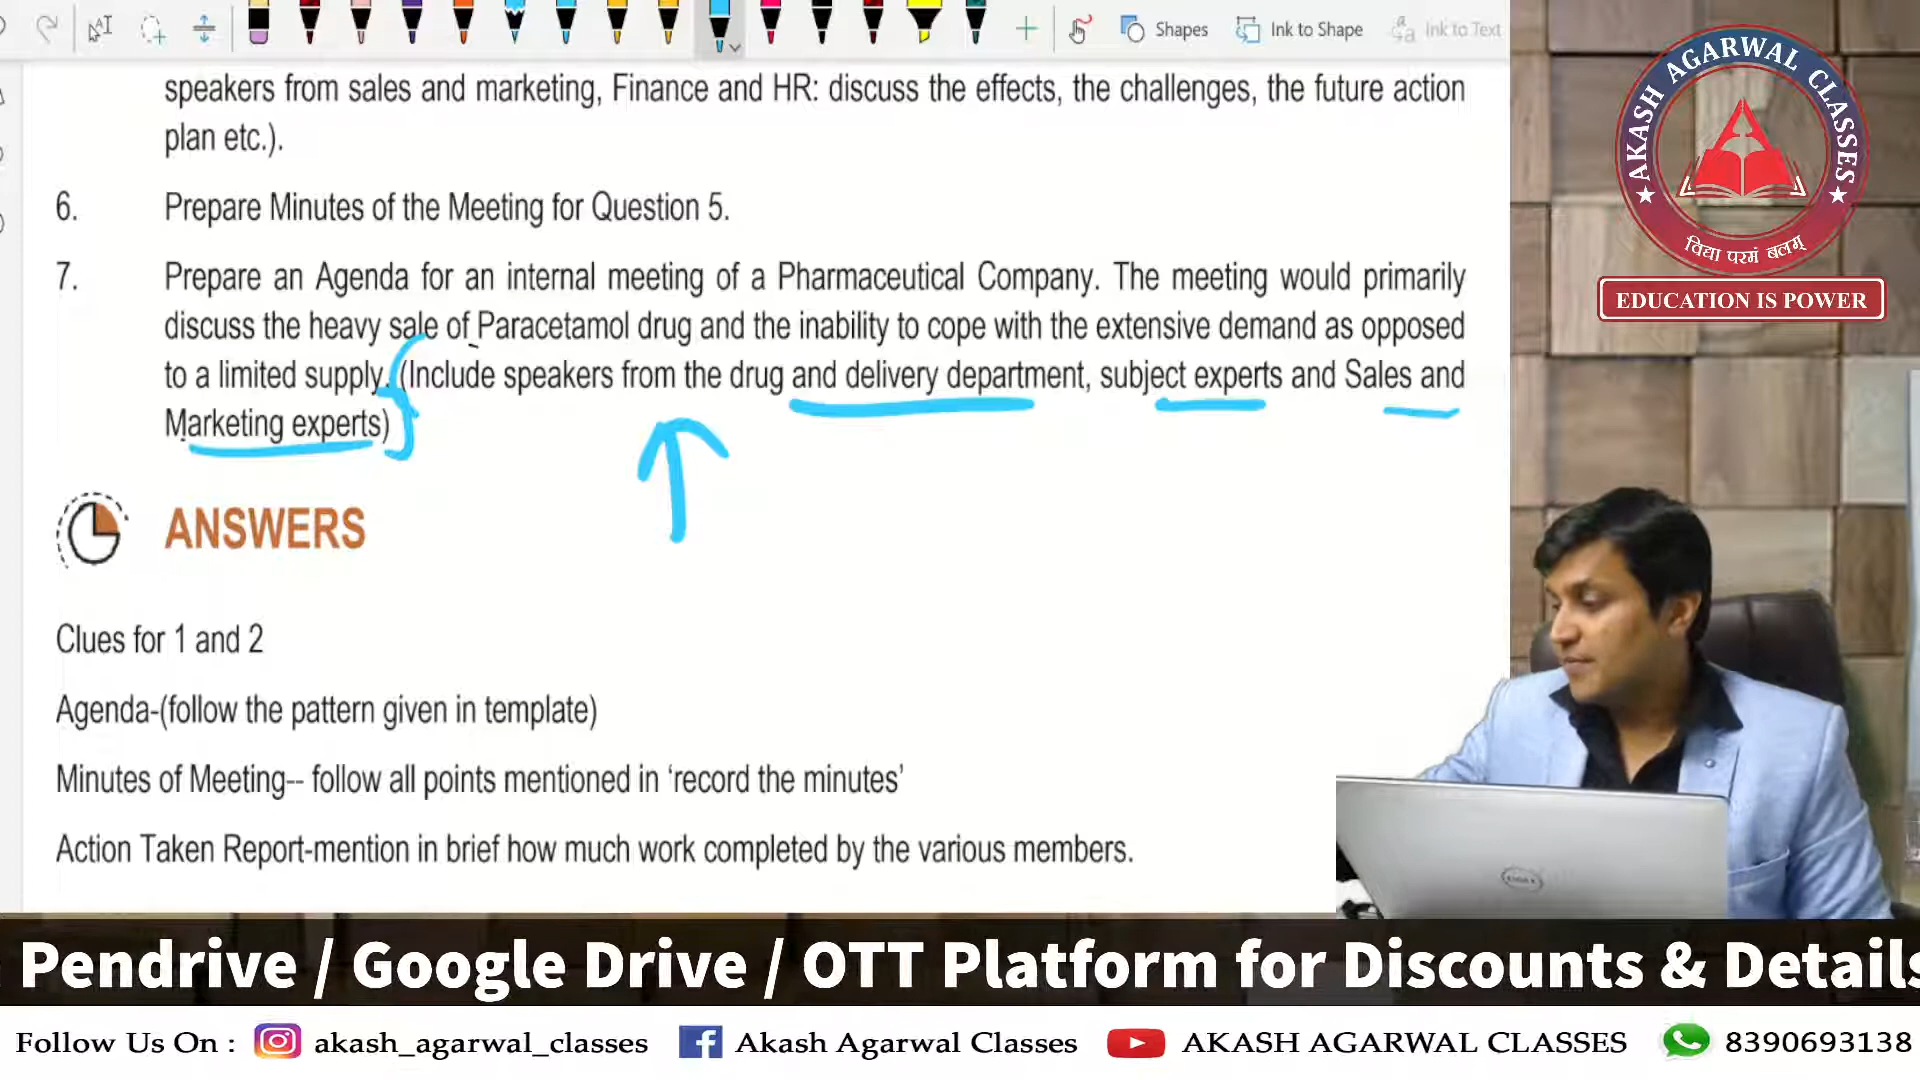 Shapes
Ink to Shape
Ink to Text
speakers from sales and marketing, Finance and HR: discuss the effects, the challenges, the future action
plan etc.).
6. Prepare Minutes of the Meeting for Question 5.
7. Prepare an Agenda for an internal meeting of a Pharmaceutical Company. The meeting would primarily
discuss the heavy sale of Paracetamol drug and the inability to cope with the extensive demand as opposed
to a limited supply. (Include speakers from the drug and delivery department, subject experts and Sales and
Marketing experts)
ANSWERS
Clues for 1 and 2
Agenda-(follow the pattern given in template)
Minutes of Meeting-- follow all points mentioned in ‘record the minutes’
Action Taken Report-mention in brief how much work completed by the various members.
AKASH AGARWAL CLASSES
विद्या परमं बलम्
EDUCATION IS POWER
Pendrive / Google Drive / OTT Platform for Discounts & Details
Follow Us On : akash_agarwal_classes Akash Agarwal Classes AKASH AGARWAL CLASSES 8390693138